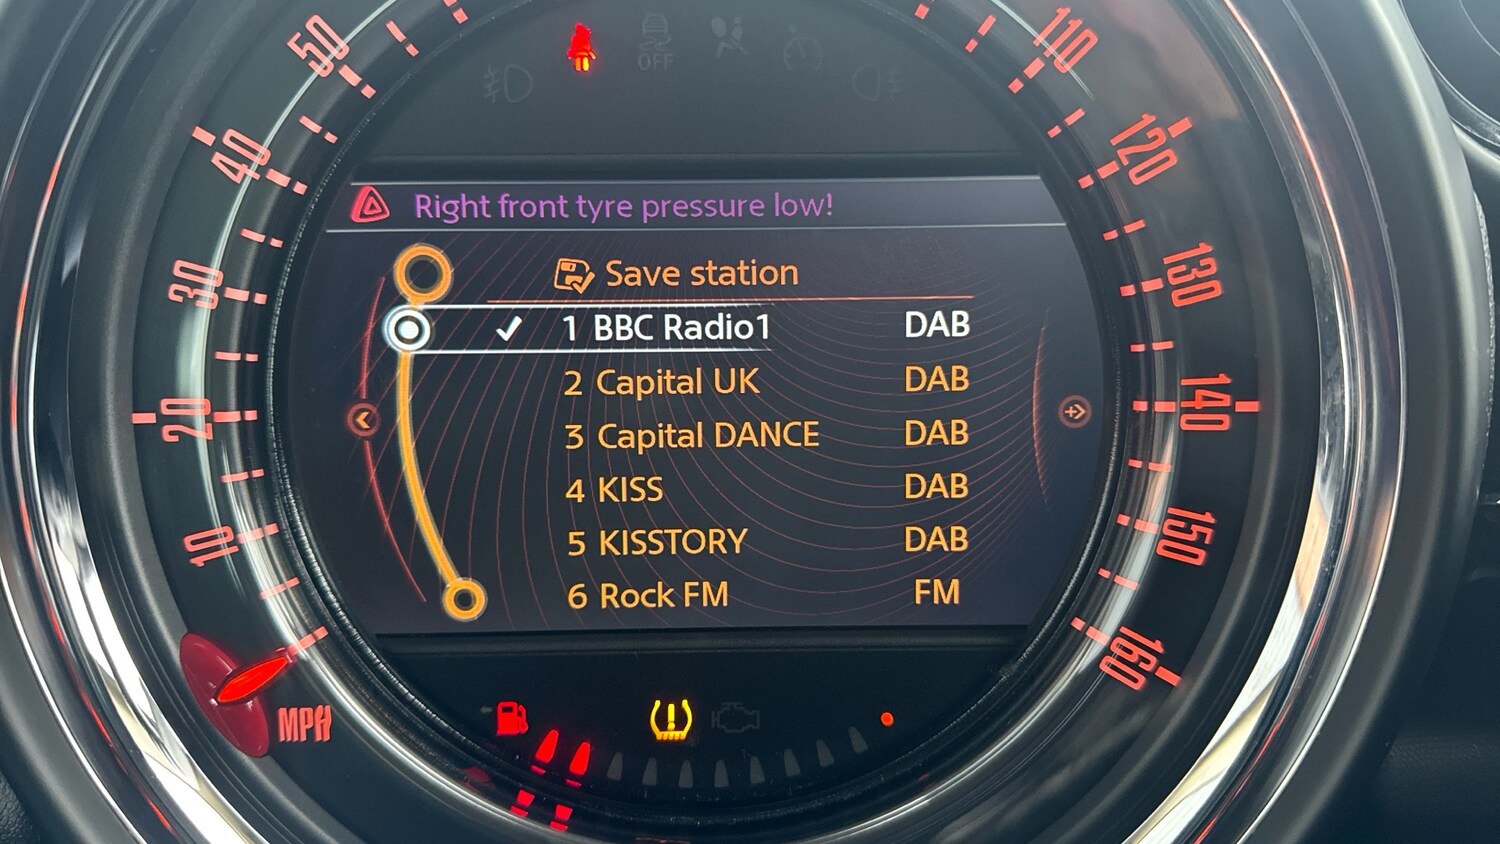 50
110
OFF
40
120
Right front tyre pressure low!
Save station
30
130
1 BBC Radio1 DAB
2 Capital UK DAB
20
140
3 Capital DANCE DAB
4 KISS DAB
10
150
5 KISSTORY DAB
6 Rock FM FM
160
MPH